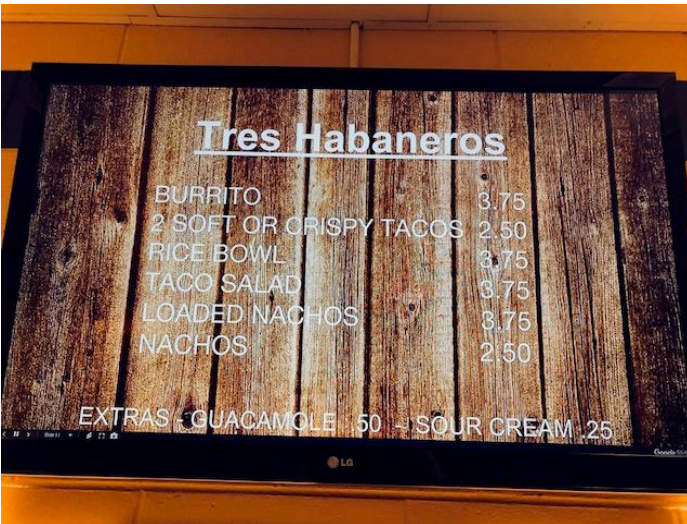 Tres Habaneros
BURRITO 3.75
2 SOFT OR CRISPY TACOS 2.50
RICE BOWL 3.75
TACO SALAD 3.75
LOADED NACHOS 3.75
NACHOS 2.50
EXTRAS - GUACAMOLE .50 - SOUR CREAM .25
Google
LG